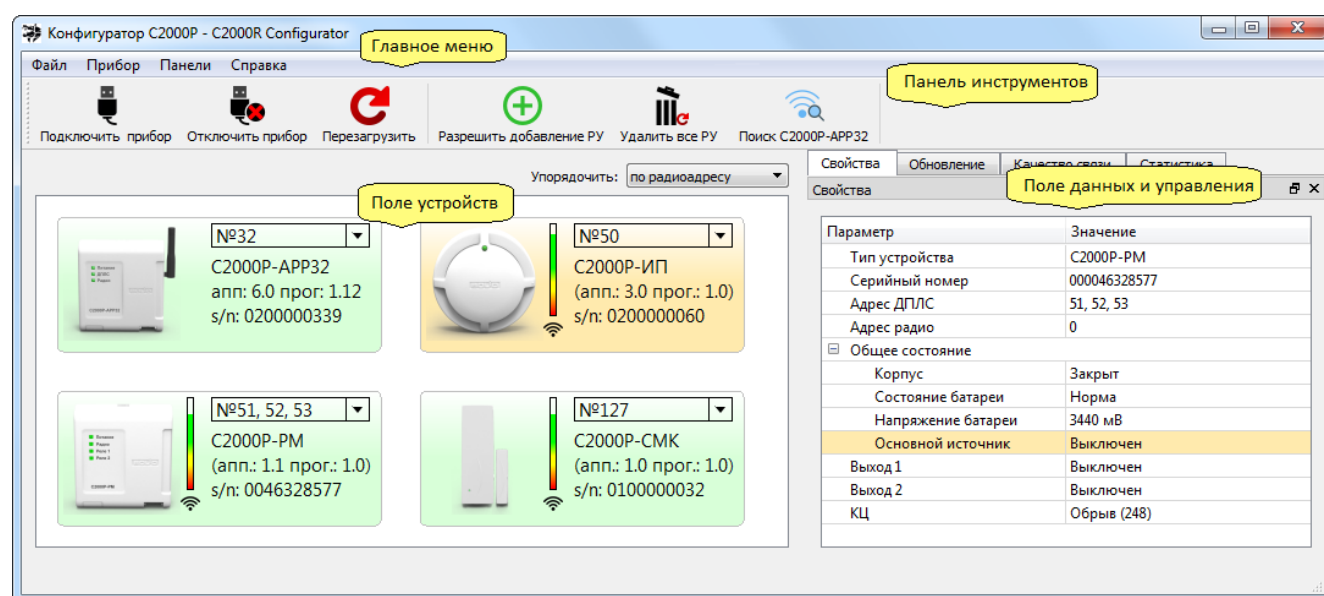 Конфигуратор С2000Р - C2000R Configurator
Главное меню
Файл Прибор Панели Справка
Панель инструментов
Подключить прибор Отключить прибор Перезагрузить Разрешить добавление РУ Удалить все РУ Поиск С2000Р-АРР32
Упорядочить: по радиоадресу
Свойства Обновление Качество связи Статистика
Свойства
Поле данных и управления
Поле устройств
№32
С2000Р-АРР32
апп: 6.0 прог: 1.12
s/n: 0200000339
№50
С2000Р-ИП
(апп.: 3.0 прог.: 1.0)
s/n: 0200000060
№51, 52, 53
С2000Р-РМ
(апп.: 1.1 прог.: 1.0)
s/n: 0046328577
№127
С2000Р-СМК
(апп.: 1.0 прог.: 1.0)
s/n: 0100000032
Параметр Значение
Тип устройства С2000Р-РМ
Серийный номер 000046328577
Адрес ДПЛС 51, 52, 53
Адрес радио 0
Общее состояние
Корпус Закрыт
Состояние батареи Норма
Напряжение батареи 3440 мВ
Основной источник Выключен
Выход 1 Выключен
Выход 2 Выключен
КЦ Обрыв (248)